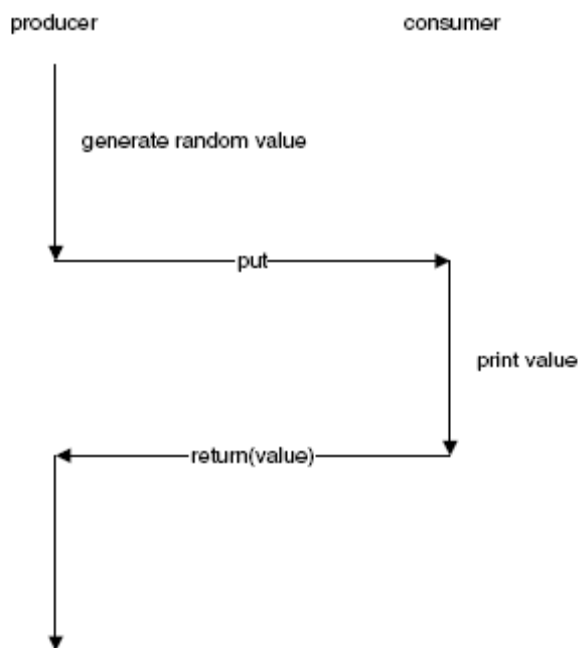 producer
consumer
generate random value
put
print value
return(value)